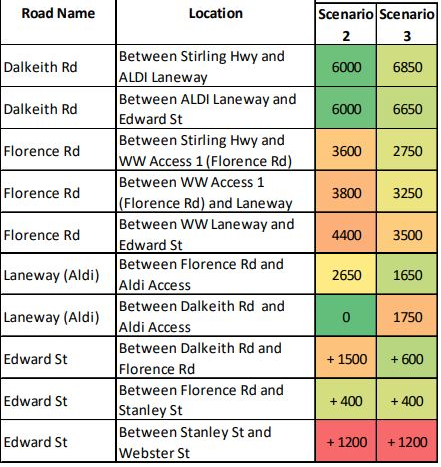 Road Name Location Scenario 2 Scenario 3
Dalkeith Rd Between Stirling Hwy and ALDI Laneway 6000 6850
Dalkeith Rd Between ALDI Laneway and Edward St 6000 6650
Florence Rd Between Stirling Hwy and WW Access 1 (Florence Rd) 3600 2750
Florence Rd Between WW Access 1 (Florence Rd) and Laneway 3800 3250
Florence Rd Between WW Laneway and Edward St 4400 3500
Laneway (Aldi) Between Florence Rd and Aldi Access 2650 1650
Laneway (Aldi) Between Dalkeith Rd and Aldi Access 0 1750
Edward St Between Dalkeith Rd and Florence Rd + 1500 + 600
Edward St Between Florence Rd and Stanley St + 400 + 400
Edward St Between Stanley St and Webster St + 1200 + 1200